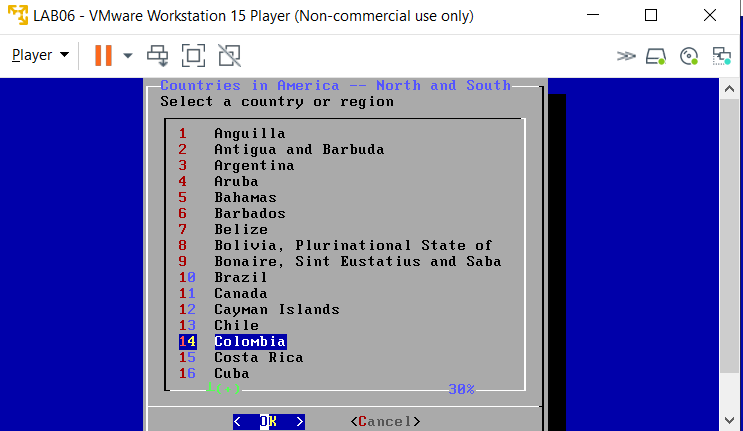 LAB06 - VMware Workstation 15 Player (Non-commercial use only)
Player
Countries in America -- North and South
Select a country or region
1 Anguilla
2 Antigua and Barbuda
3 Argentina
4 Aruba
5 Bahamas
6 Barbados
7 Belize
8 Bolivia, Plurinational State of
9 Bonaire, Sint Eustatius and Saba
10 Brazil
11 Canada
12 Cayman Islands
13 Chile
14 Colombia
15 Costa Rica
16 Cuba
┴(+) 30%
< OK > <Cancel>